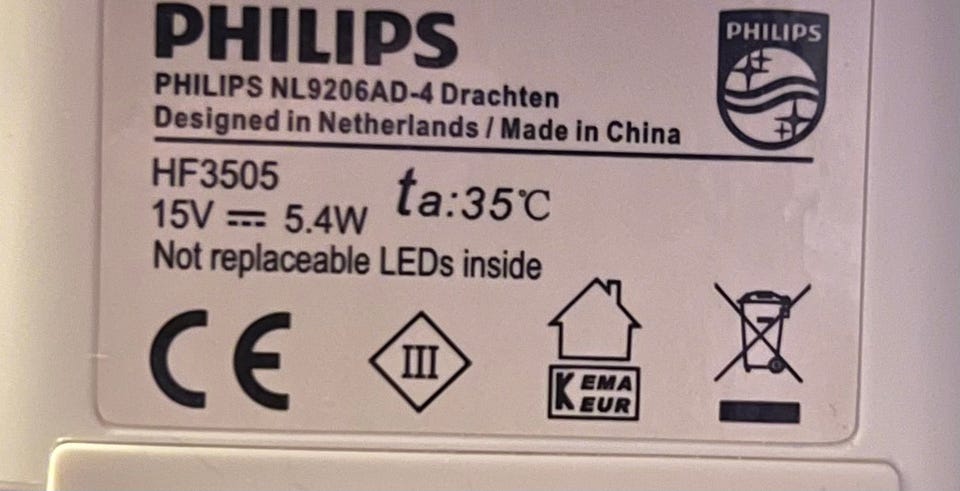 PHILIPS
PHILIPS
PHILIPS NL9206AD-4 Drachten
Designed in Netherlands / Made in China
HF3505
15V ⎓ 5.4W
ta:35℃
Not replaceable LEDs inside
CE
III
KEMA
EUR